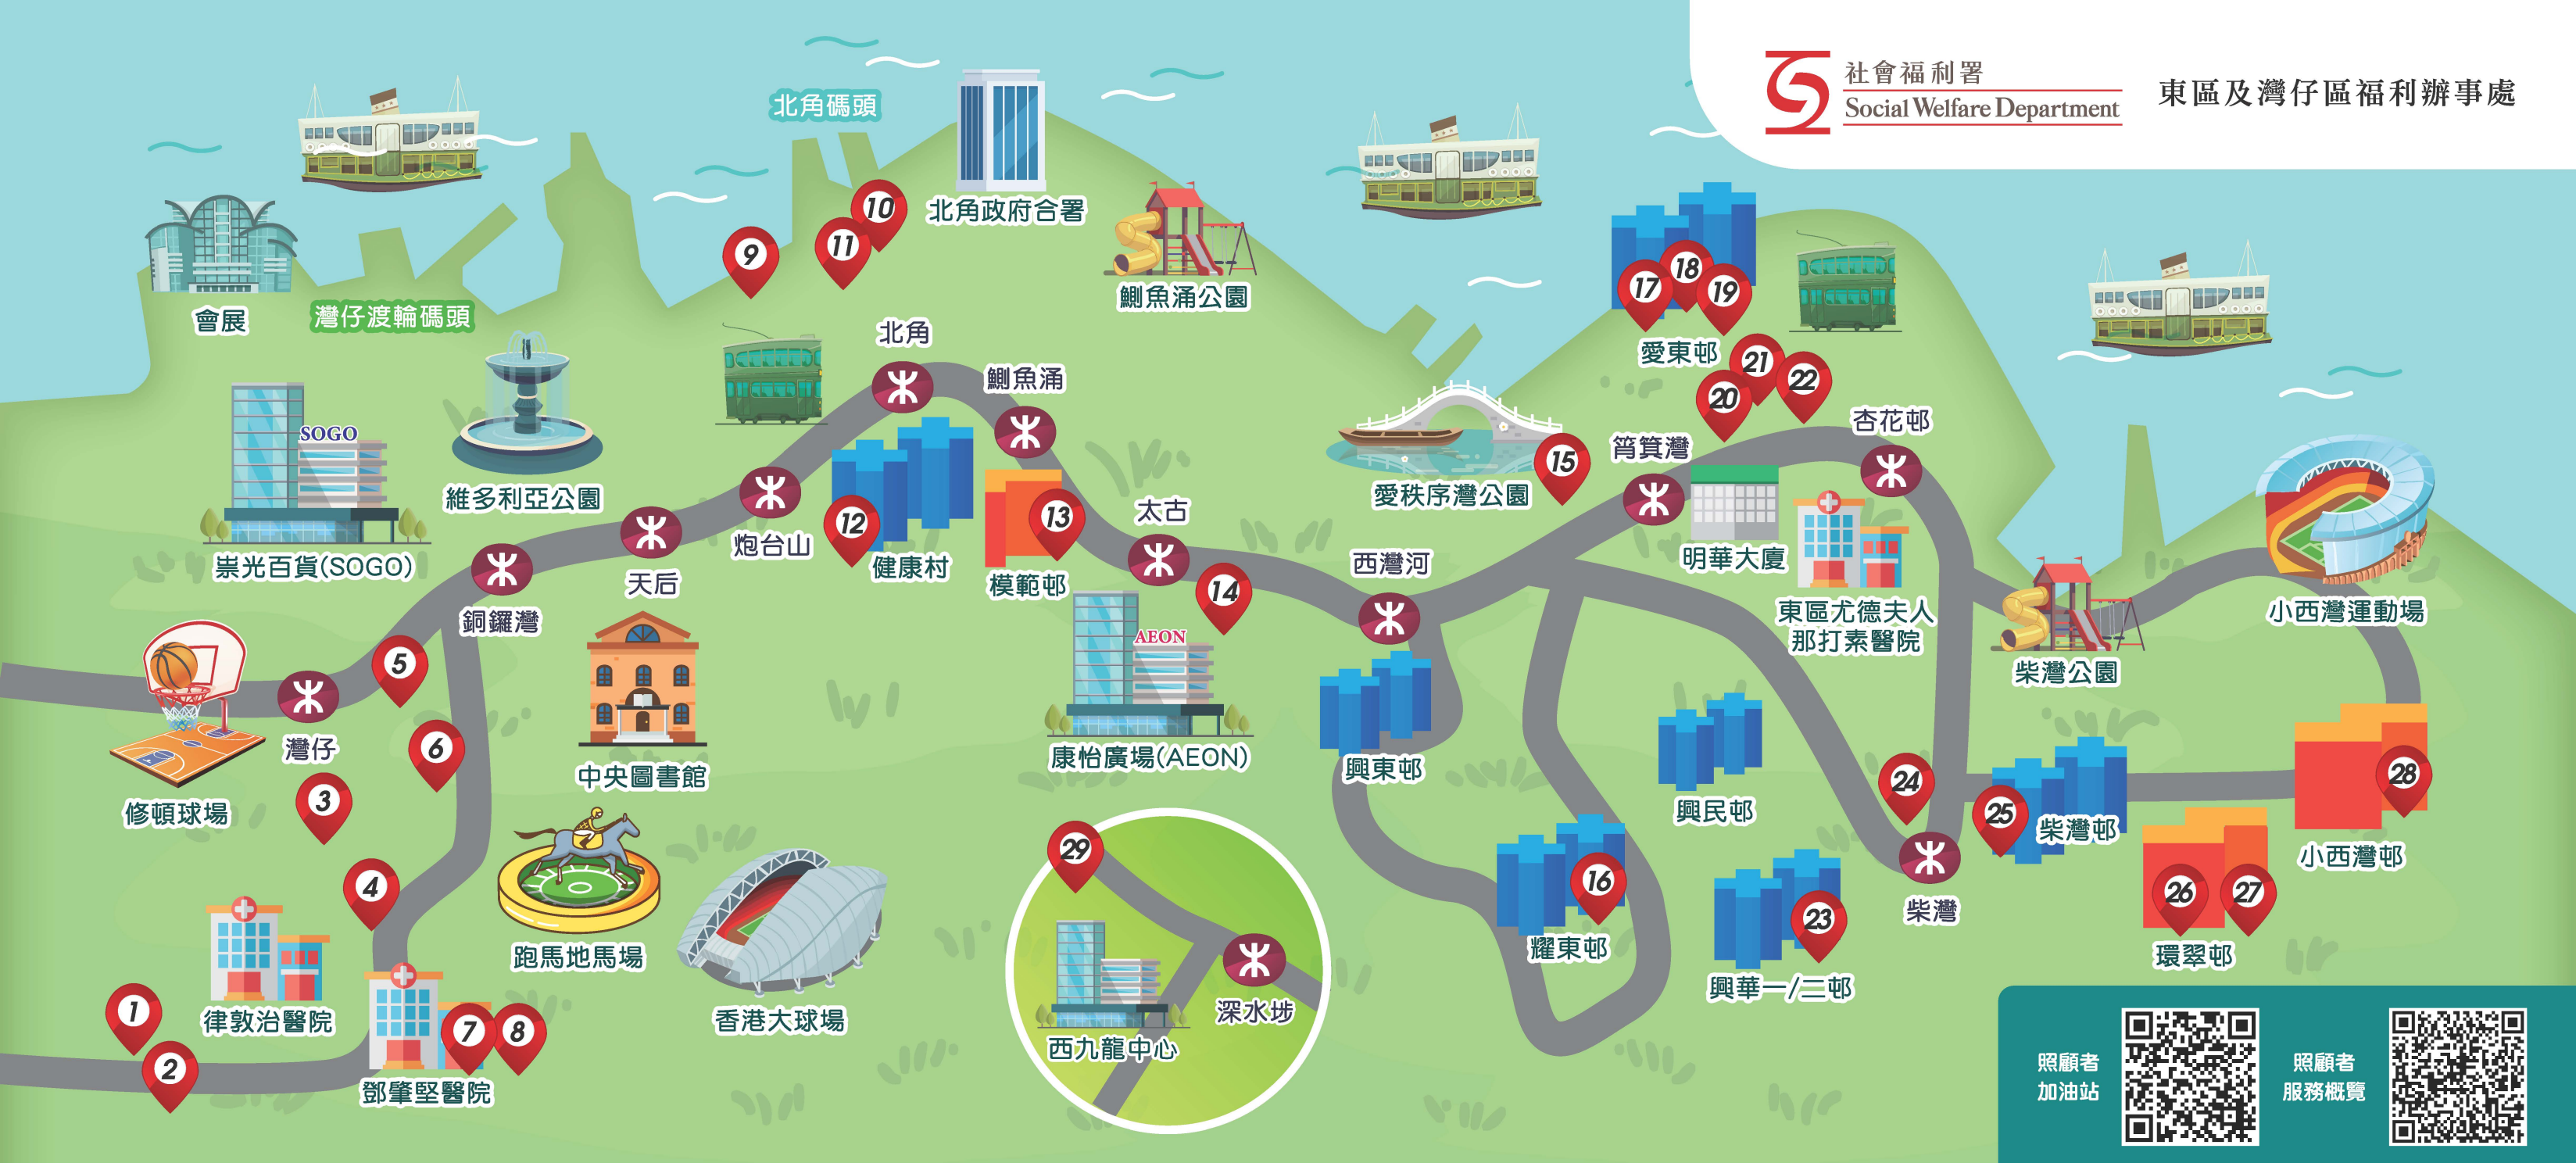 社會福利署
Social Welfare Department
東區及灣仔區福利辦事處
北角碼頭
北角政府合署
鰂魚涌公園
會展
灣仔渡輪碼頭
9
11
10
17
18
19
愛東邨
21
20
22
北角
鰂魚涌
SOGO
崇光百貨(SOGO)
維多利亞公園
銅鑼灣
天后
炮台山
12
健康村
13
模範邨
太古
14
AEON
康怡廣場(AEON)
愛秩序灣公園
15
筲箕灣
杏花邨
明華大廈
東區尤德夫人
那打素醫院
西灣河
興東邨
柴灣公園
小西灣運動場
修頓球場
灣仔
5
6
3
4
中央圖書館
跑馬地馬場
香港大球場
律敦治醫院
1
2
7
8
鄧肇堅醫院
29
深水埗
西九龍中心
興民邨
16
耀東邨
23
興華一/二邨
24
柴灣
25
柴灣邨
26
27
環翠邨
28
小西灣邨
照顧者
加油站
照顧者
服務概覽